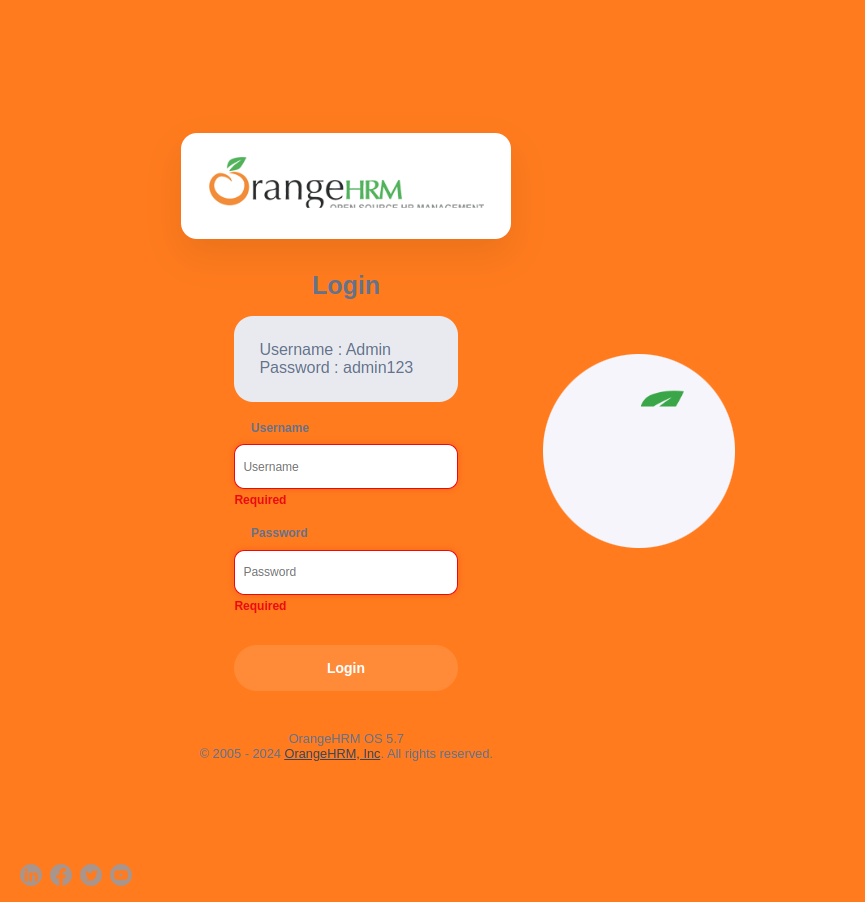 OrangeHRM
OPEN SOURCE HR MANAGEMENT
Login
Username : Admin
Password : admin123
Username
Username
Required
Password
Password
Required
Login
OrangeHRM OS 5.7
© 2005 - 2024 OrangeHRM, Inc. All rights reserved.